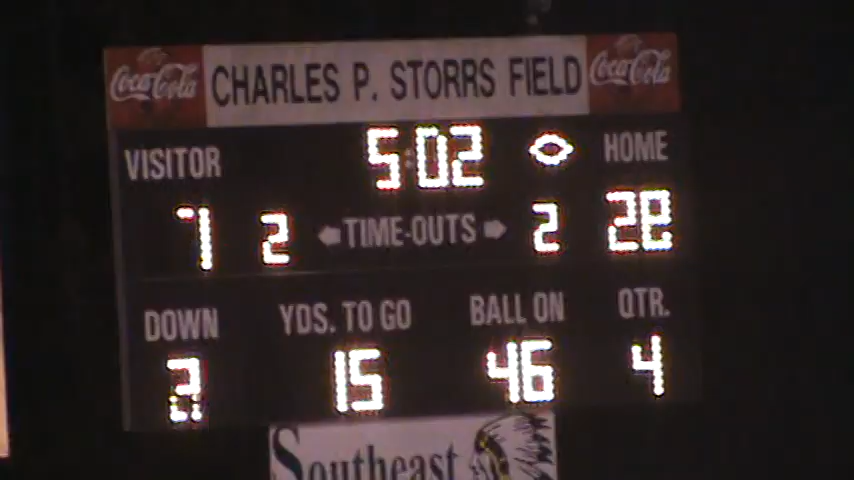 Coca-Cola CHARLES P. STORRS FIELD Coca-Cola
VISITOR 5:02 HOME
7 2 TIME-OUTS 2 28
DOWN YDS. TO GO BALL ON QTR.
2 15 46 4
Southeast